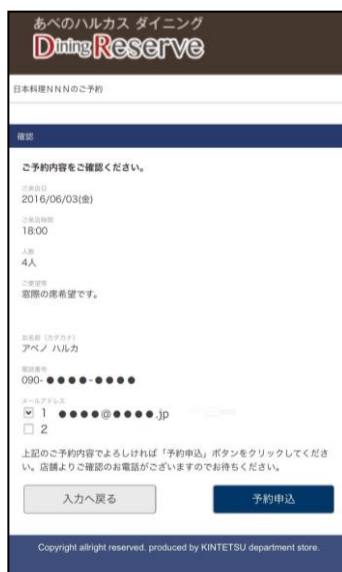 あべのハルカス ダイニング
Dining Reserve
日本料理NNNのご予約
確認
ご予約内容をご確認ください。
ご来店日
2016/06/03(金)
ご来店時間
18:00
人数
4人
ご要望等
窓際の席希望です。
お名前(カタカナ)
アベノ ハルカ
電話番号
090-●●●●-●●●●
メールアドレス
1 ●●●●@●●●●.jp
2
上記のご予約内容でよろしければ「予約申込」ボタンをクリックしてくださ
い。店舗よりご確認のお電話がございますのでお待ちください。
入力へ戻る 予約申込
Copyright allright reserved. produced by KINTETSU department store.